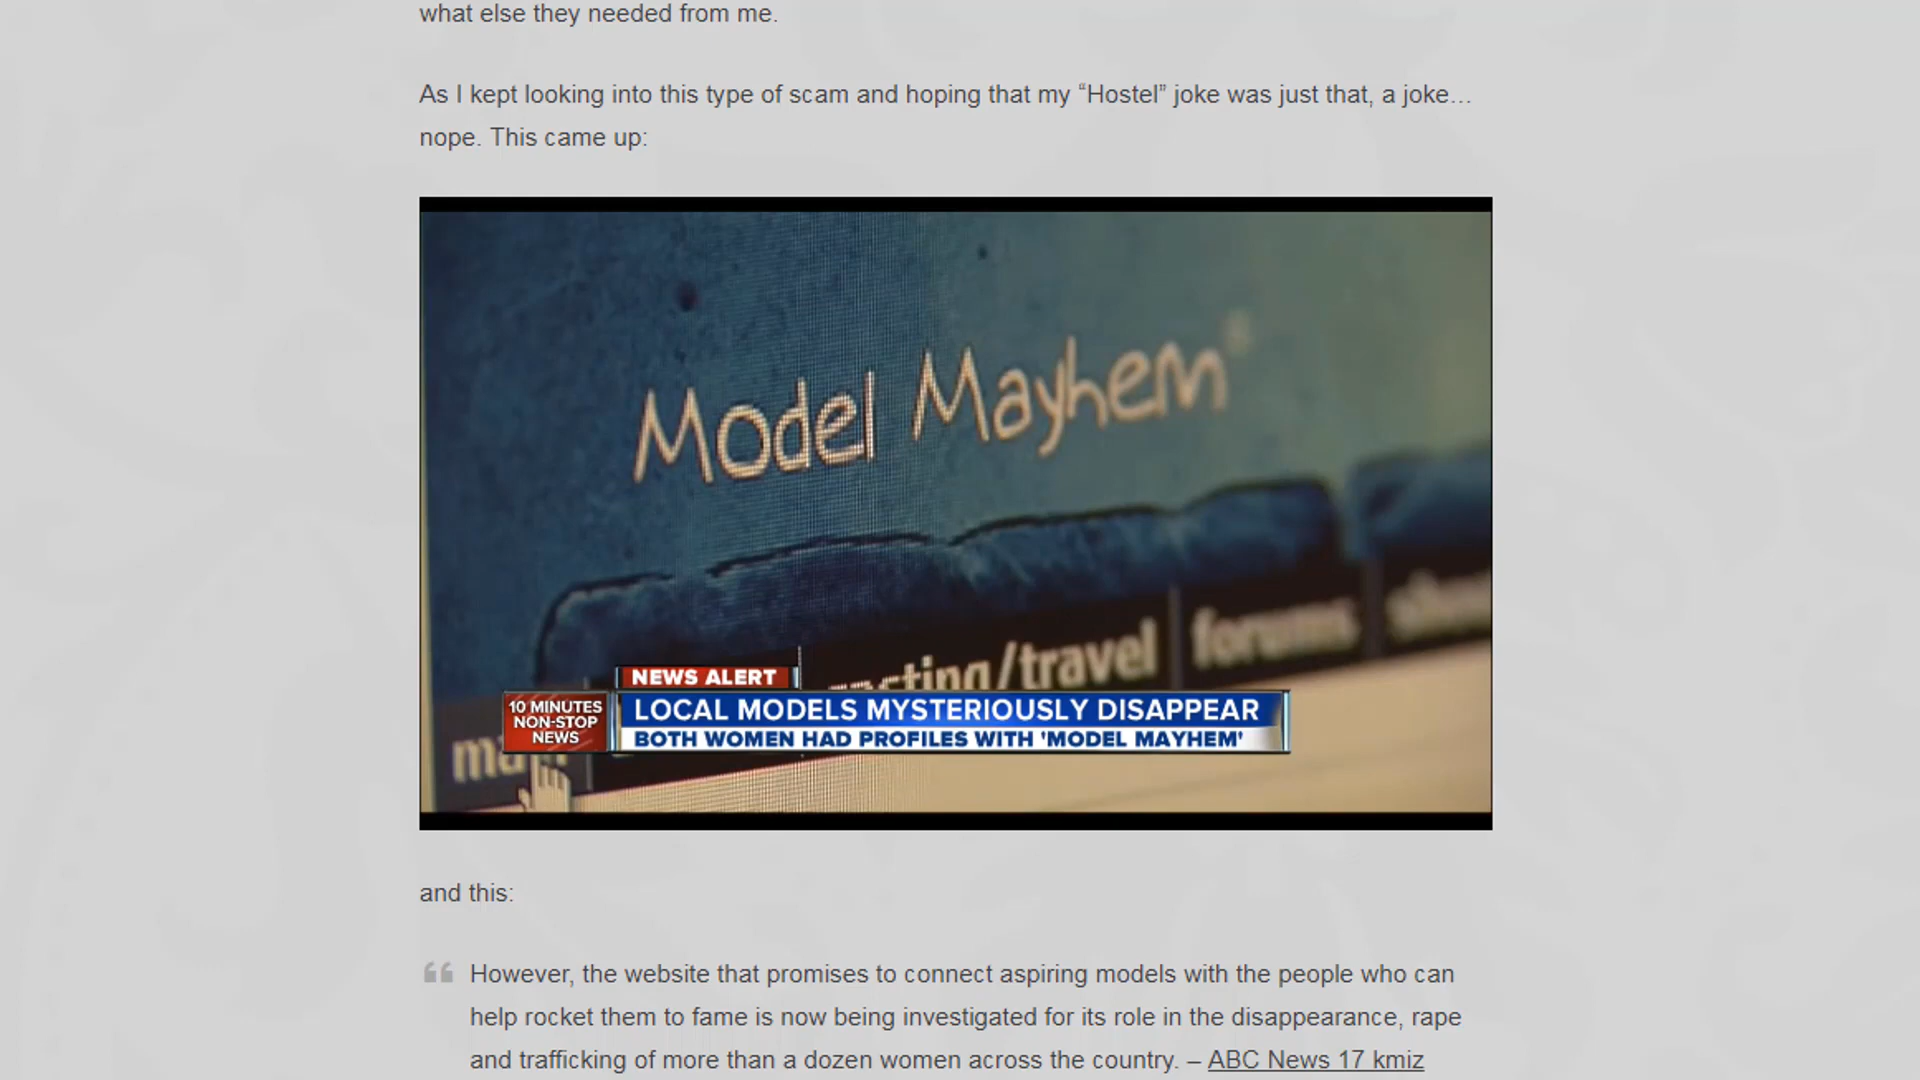 what else they needed from me.
As I kept looking into this type of scam and hoping that my “Hostel” joke was just that, a joke…
nope. This came up:
Model Mayhem
/travel
forums
NEWS ALERT
10 MINUTES
NON-STOP
NEWS
LOCAL MODELS MYSTERIOUSLY DISAPPEAR
BOTH WOMEN HAD PROFILES WITH 'MODEL MAYHEM'
and this:
However, the website that promises to connect aspiring models with the people who can
help rocket them to fame is now being investigated for its role in the disappearance, rape
and trafficking of more than a dozen women across the country. – ABC News 17 kmiz